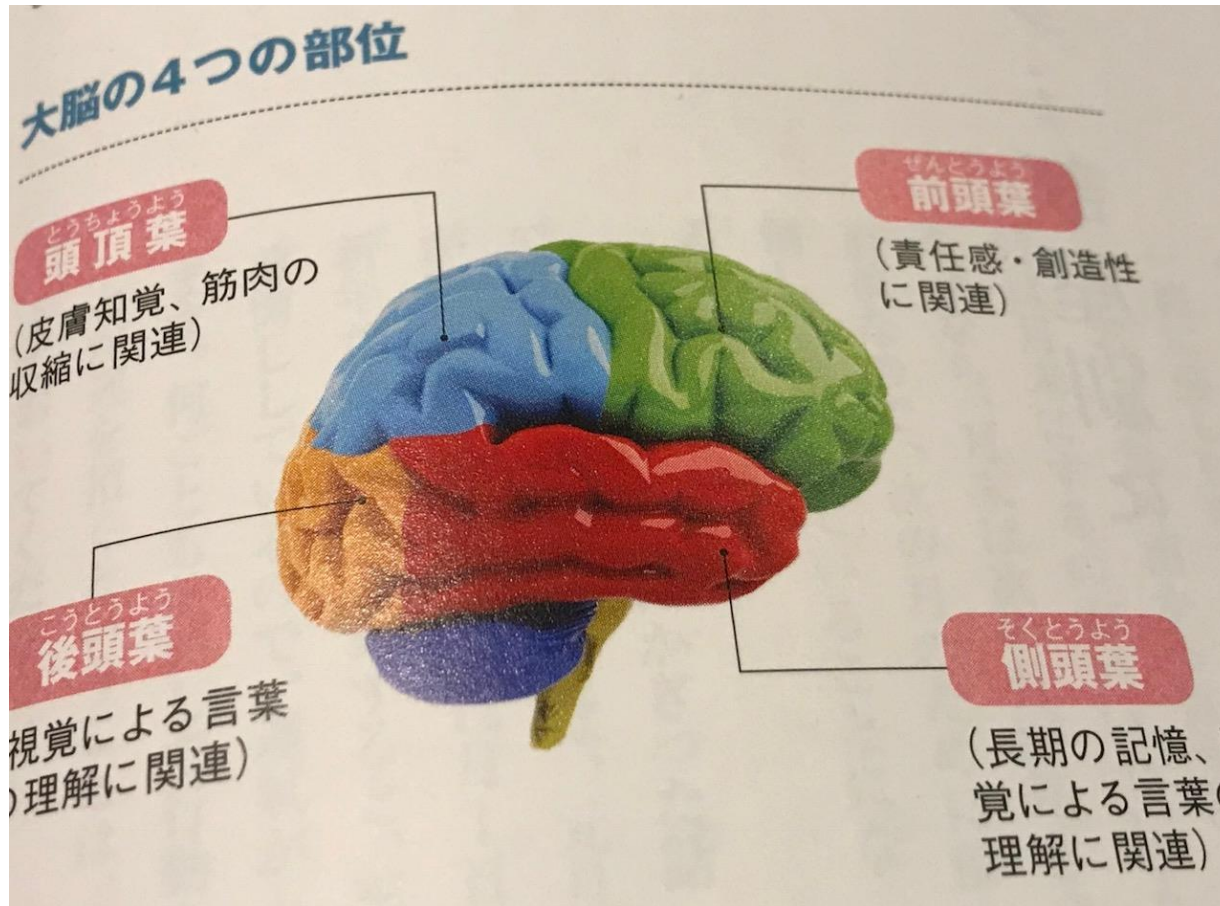 大脳の4つの部位
とうちょうよう
頭頂葉
(皮膚知覚、筋肉の
収縮に関連)
ぜんとうよう
前頭葉
(責任感・創造性
に関連)
こうとうよう
後頭葉
視覚による言葉
理解に関連)
そくとうよう
側頭葉
(長期の記憶、
覚による言葉の
理解に関連)